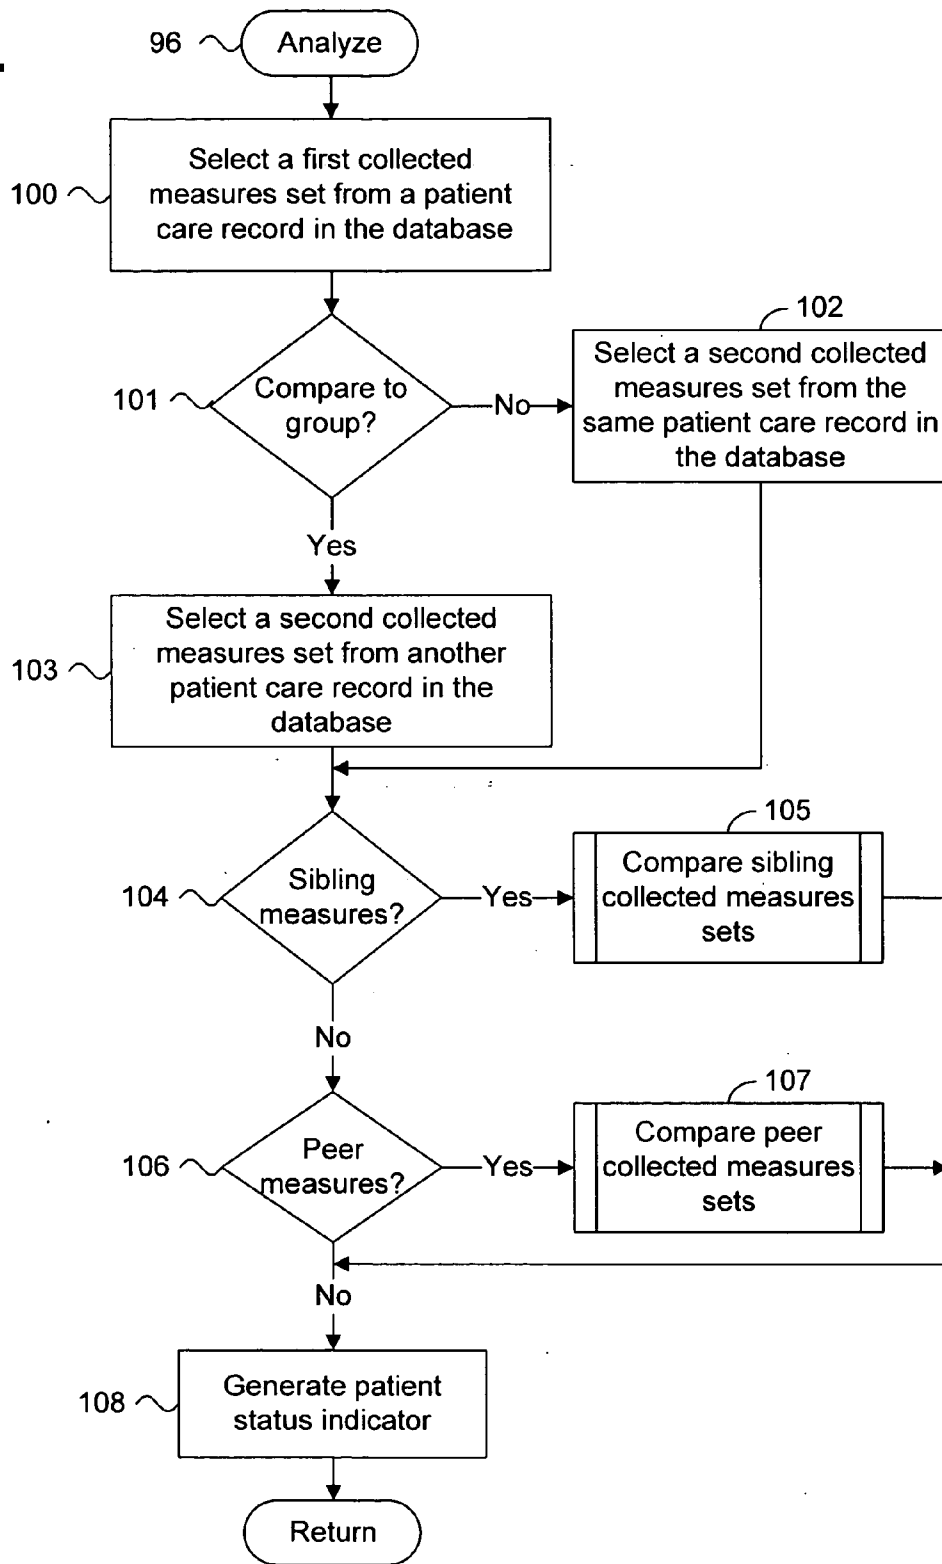 96
Analyze
100
Select a first collected
measures set from a patient
care record in the database
101
Compare to
group?
No
102
Select a second collected
measures set from the
same patient care record in
the database
Yes
103
Select a second collected
measures set from another
patient care record in the
database
104
Sibling
measures?
Yes
105
Compare sibling
collected measures
sets
No
106
Peer
measures?
Yes
107
Compare peer
collected measures
sets
No
108
Generate patient
status indicator
Return